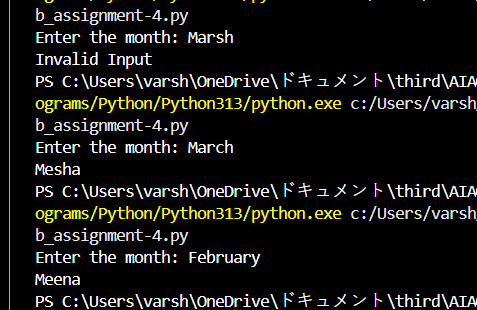 b_assignment-4.py
Enter the month: Marsh
Invalid Input
PS C:\Users\varsh\OneDrive\ドキュメント\third\AIA
ograms/Python/Python313/python.exe c:/Users/varsh
b_assignment-4.py
Enter the month: March
Mesha
PS C:\Users\varsh\OneDrive\ドキュメント\third\AIA
ograms/Python/Python313/python.exe c:/Users/varsh
b_assignment-4.py
Enter the month: February
Meena
PS C:\Users\varsh\OneDrive\ドキュメント\third\AIA